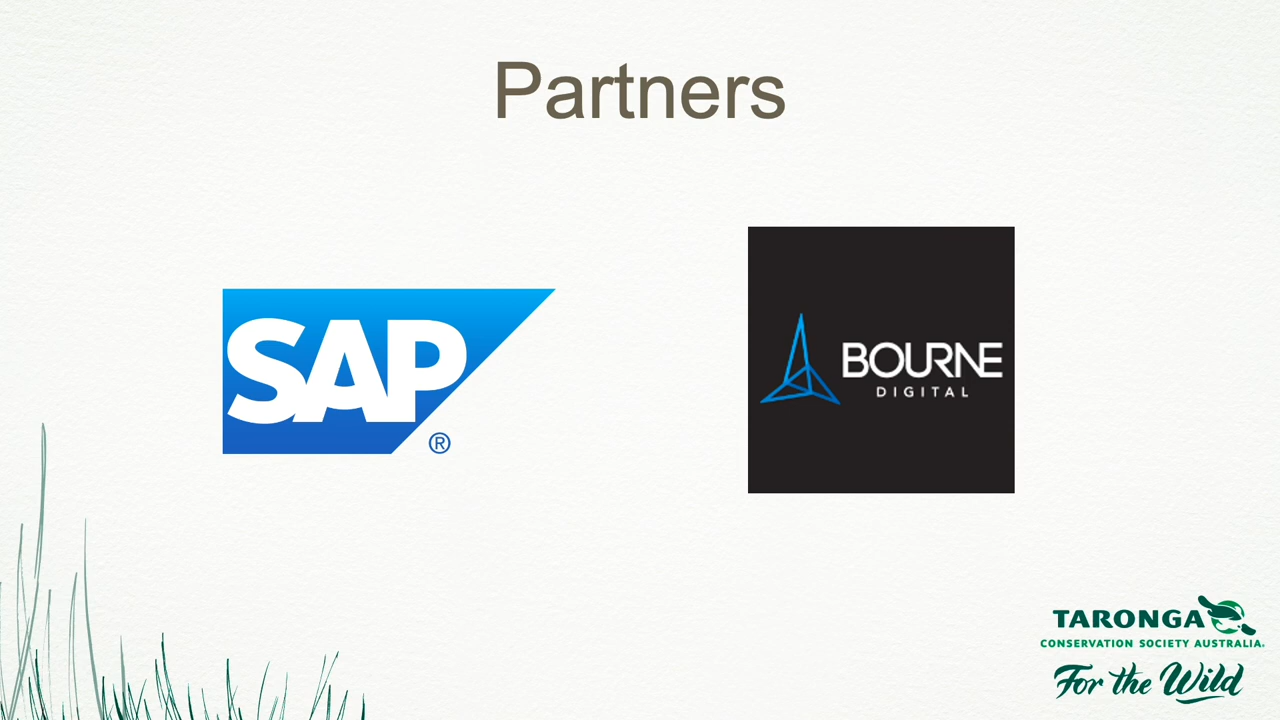 Partners
SAP
®
BOURNE
DIGITAL
TARONGA
CONSERVATION SOCIETY AUSTRALIA
For the Wild